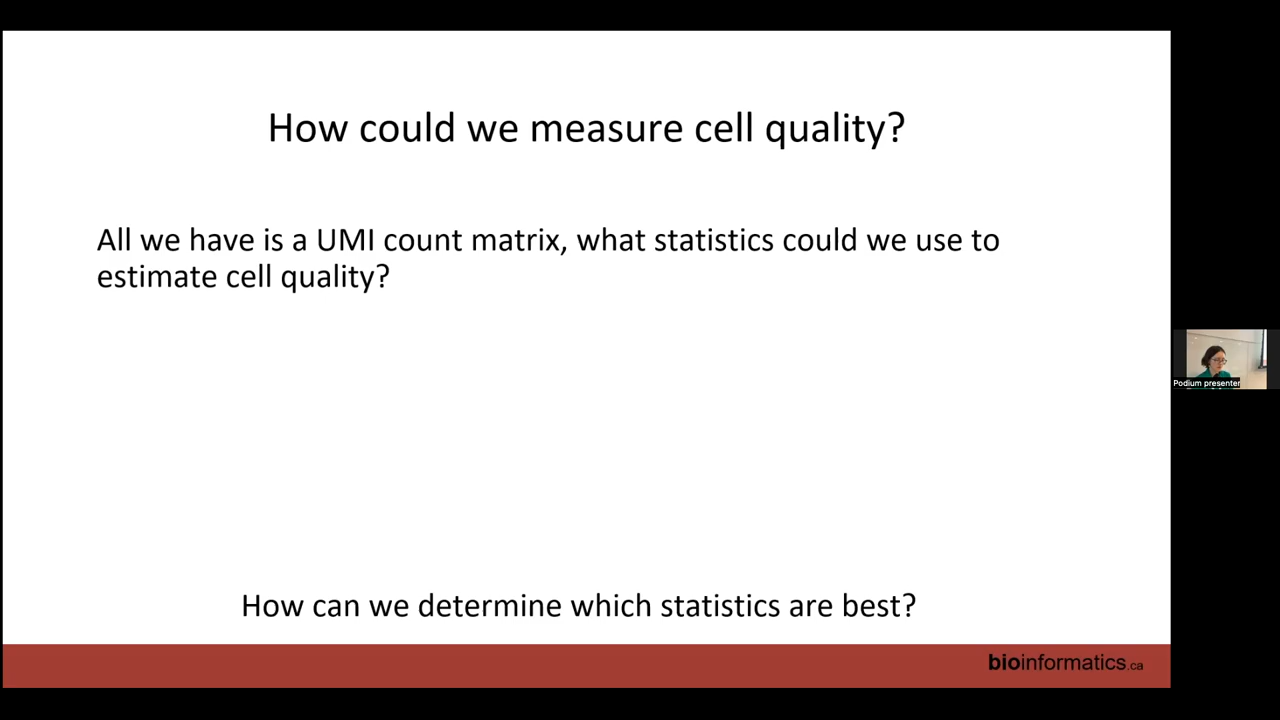 How could we measure cell quality?
All we have is a UMI count matrix, what statistics could we use to
estimate cell quality?
Podium presenter
How can we determine which statistics are best?
bioinformatics.ca